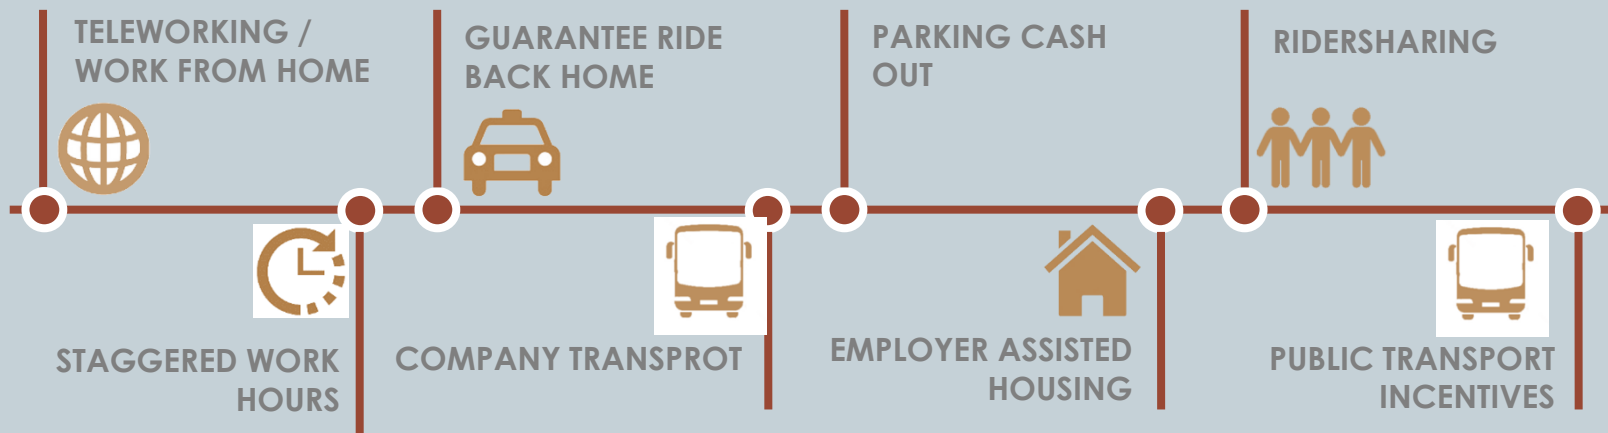 TELEWORKING /
WORK FROM HOME
GUARANTEE RIDE
BACK HOME
PARKING CASH
OUT
RIDERSHARING
STAGGERED WORK
HOURS
COMPANY TRANSPROT
EMPLOYER ASSISTED
HOUSING
PUBLIC TRANSPORT
INCENTIVES